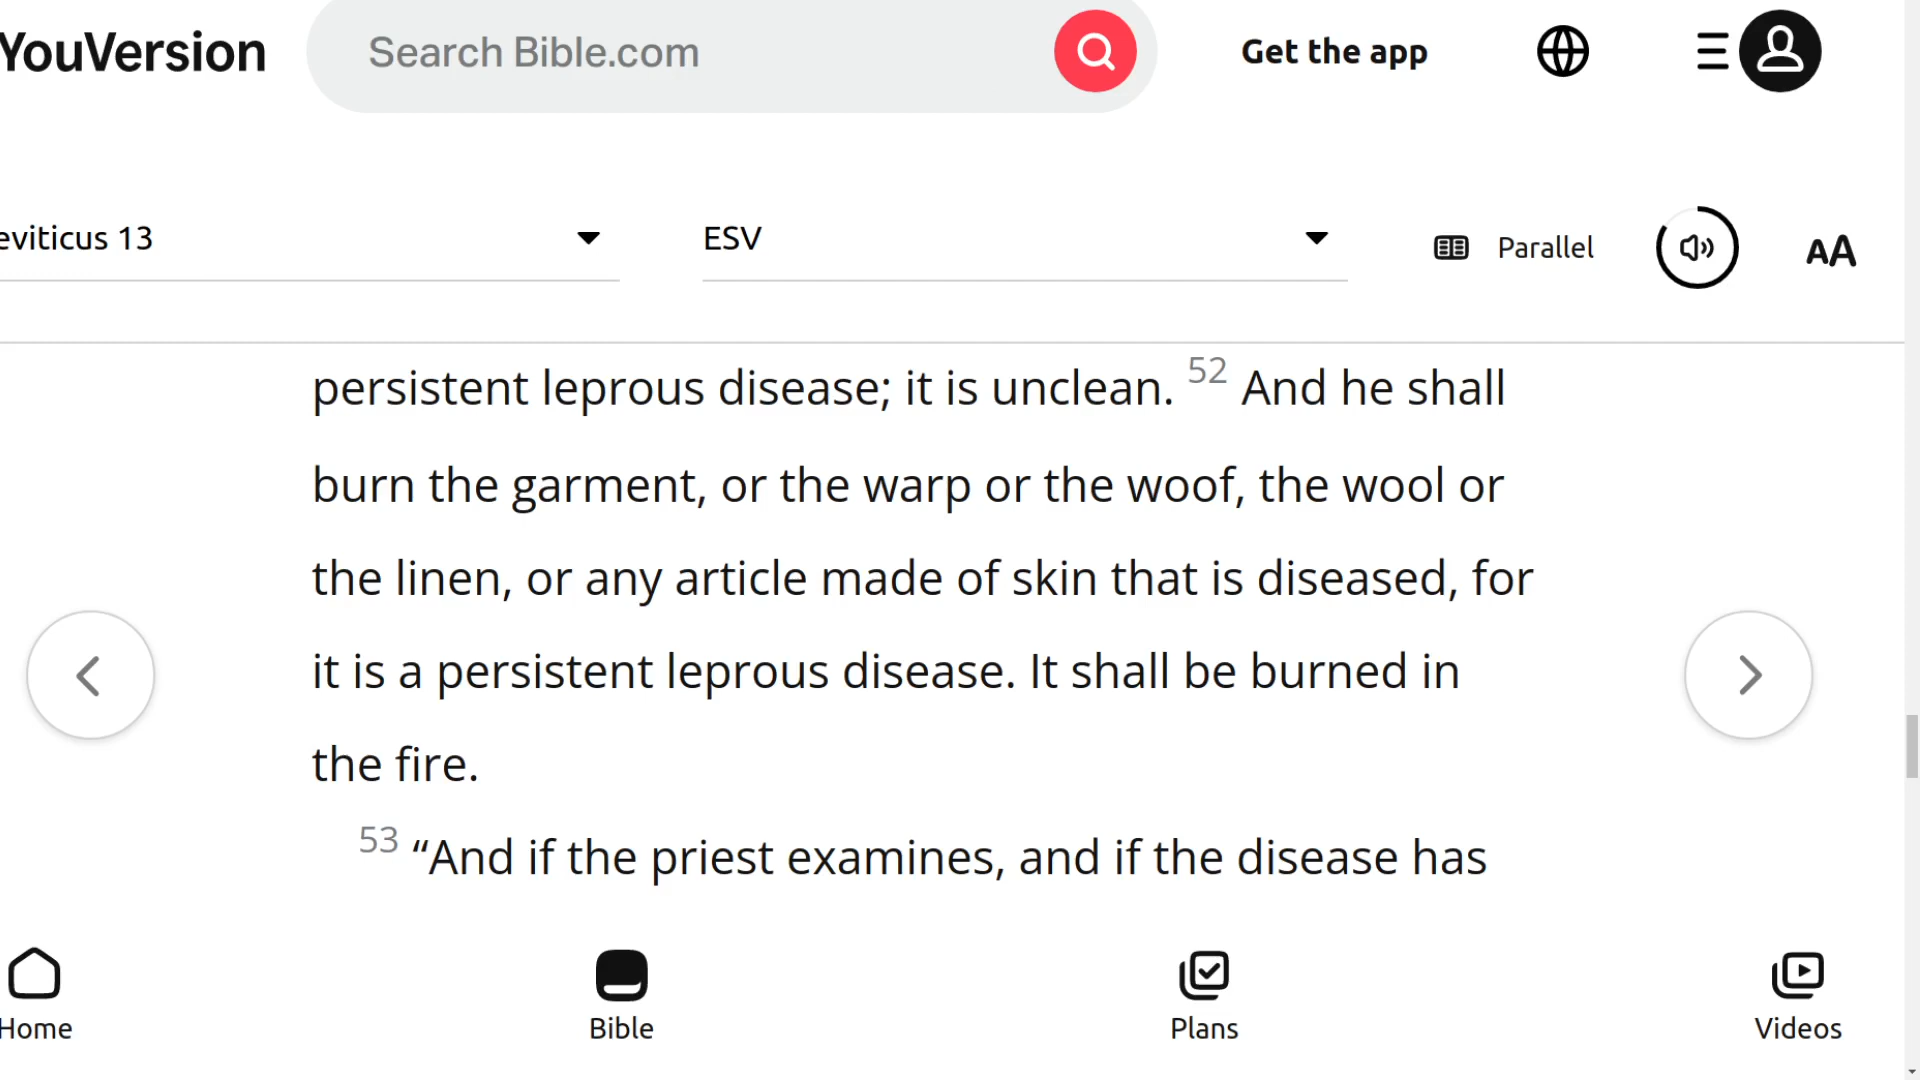 YouVersion
Search Bible.com
Get the app
eviticus 13
ESV
Parallel
AA
persistent leprous disease; it is unclean. 52 And he shall
burn the garment, or the warp or the woof, the wool or
the linen, or any article made of skin that is diseased, for
it is a persistent leprous disease. It shall be burned in
the fire.
53 “And if the priest examines, and if the disease has
Home
Bible
Plans
Videos